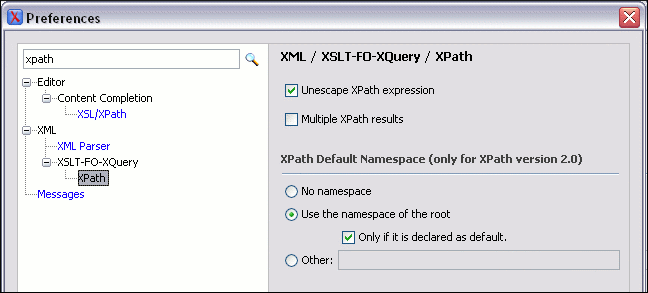 Preferences
xpath
Editor
Content Completion
XSL/XPath
XML
XML Parser
XSLT-FO-XQuery
XPath
Messages
XML / XSLT-FO-XQuery / XPath
Unescape XPath expression
Multiple XPath results
XPath Default Namespace (only for XPath version 2.0)
No namespace
Use the namespace of the root
Only if it is declared as default.
Other: